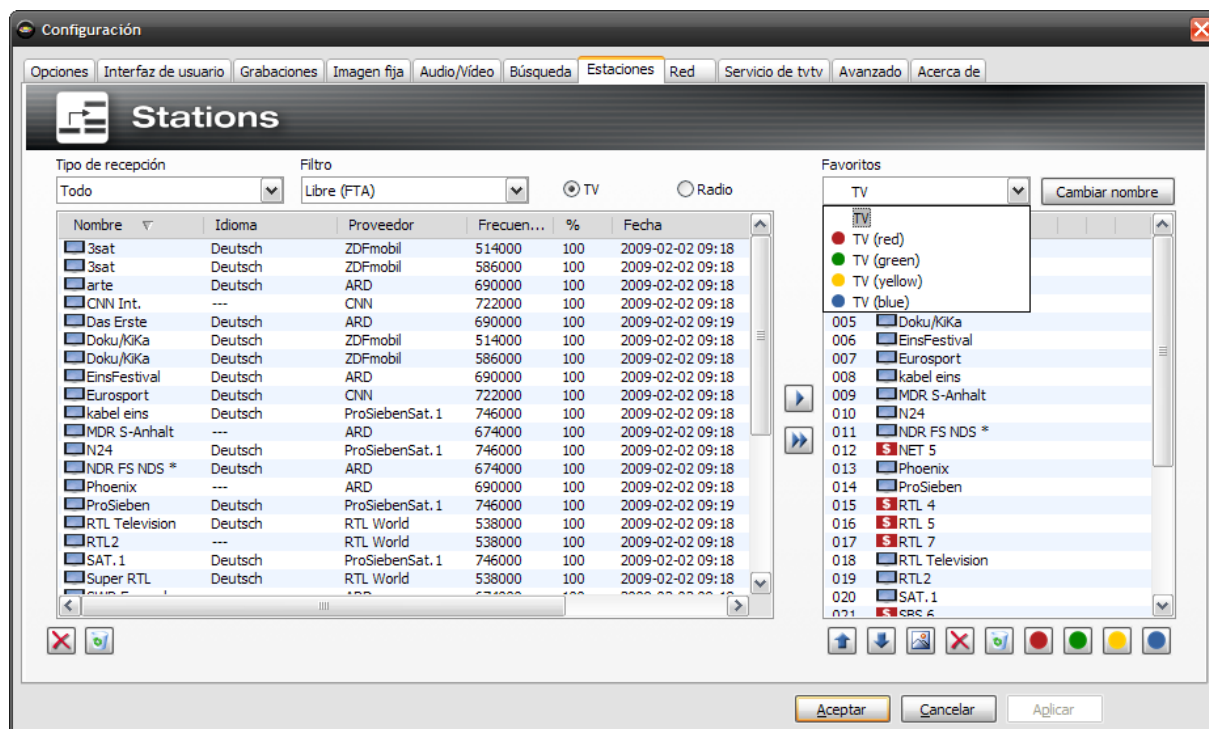 Configuración
Opciones Interfaz de usuario Grabaciones Imagen fija Audio/Vídeo Búsqueda Estaciones Red Servicio de tvtv Avanzado Acerca de
Stations
Tipo de recepción Filtro Favoritos
Todo Libre (FTA) TV Radio TV Cambiar nombre
Nombre Idioma Proveedor Frecuen... % Fecha
3sat Deutsch ZDFmobil 514000 100 2009-02-02 09:18
3sat Deutsch ZDFmobil 586000 100 2009-02-02 09:18
arte Deutsch ARD 690000 100 2009-02-02 09:18
CNN Int. --- CNN 722000 100 2009-02-02 09:18
Das Erste Deutsch ARD 690000 100 2009-02-02 09:19
Doku/KiKa Deutsch ZDFmobil 514000 100 2009-02-02 09:18
Doku/KiKa Deutsch ZDFmobil 586000 100 2009-02-02 09:18
EinsFestival Deutsch ARD 690000 100 2009-02-02 09:18
Eurosport Deutsch CNN 722000 100 2009-02-02 09:18
kabel eins Deutsch ProSiebenSat.1 746000 100 2009-02-02 09:18
MDR S-Anhalt --- ARD 674000 100 2009-02-02 09:18
N24 Deutsch ProSiebenSat.1 746000 100 2009-02-02 09:18
NDR FS NDS * Deutsch ARD 674000 100 2009-02-02 09:18
Phoenix --- ARD 690000 100 2009-02-02 09:18
ProSieben Deutsch ProSiebenSat.1 746000 100 2009-02-02 09:19
RTL Television Deutsch RTL World 538000 100 2009-02-02 09:18
RTL2 --- RTL World 538000 100 2009-02-02 09:18
SAT.1 Deutsch ProSiebenSat.1 746000 100 2009-02-02 09:18
Super RTL Deutsch RTL World 538000 100 2009-02-02 09:18
TV
TV (red)
TV (green)
TV (yellow)
TV (blue)
005 Doku/KiKa
006 EinsFestival
007 Eurosport
008 kabel eins
009 MDR S-Anhalt
010 N24
011 NDR FS NDS *
012 $ NET 5
013 Phoenix
014 ProSieben
015 $ RTL 4
016 $ RTL 5
017 $ RTL 7
018 RTL Television
019 RTL2
020 SAT.1
021 $ SBS 6
Aceptar Cancelar Aplicar